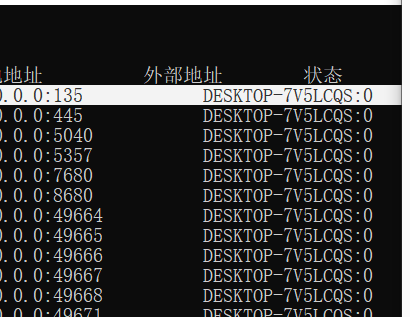 地址 外部地址 状态
0.0.0:135 DESKTOP-7V5LCQS:0
0.0.0:445 DESKTOP-7V5LCQS:0
0.0.0:5040 DESKTOP-7V5LCQS:0
0.0.0:5357 DESKTOP-7V5LCQS:0
0.0.0:7680 DESKTOP-7V5LCQS:0
0.0.0:8680 DESKTOP-7V5LCQS:0
0.0.0:49664 DESKTOP-7V5LCQS:0
0.0.0:49665 DESKTOP-7V5LCQS:0
0.0.0:49666 DESKTOP-7V5LCQS:0
0.0.0:49667 DESKTOP-7V5LCQS:0
0.0.0:49668 DESKTOP-7V5LCQS:0
0.0.0:49671 DESKTOP-7V5LCQS:0